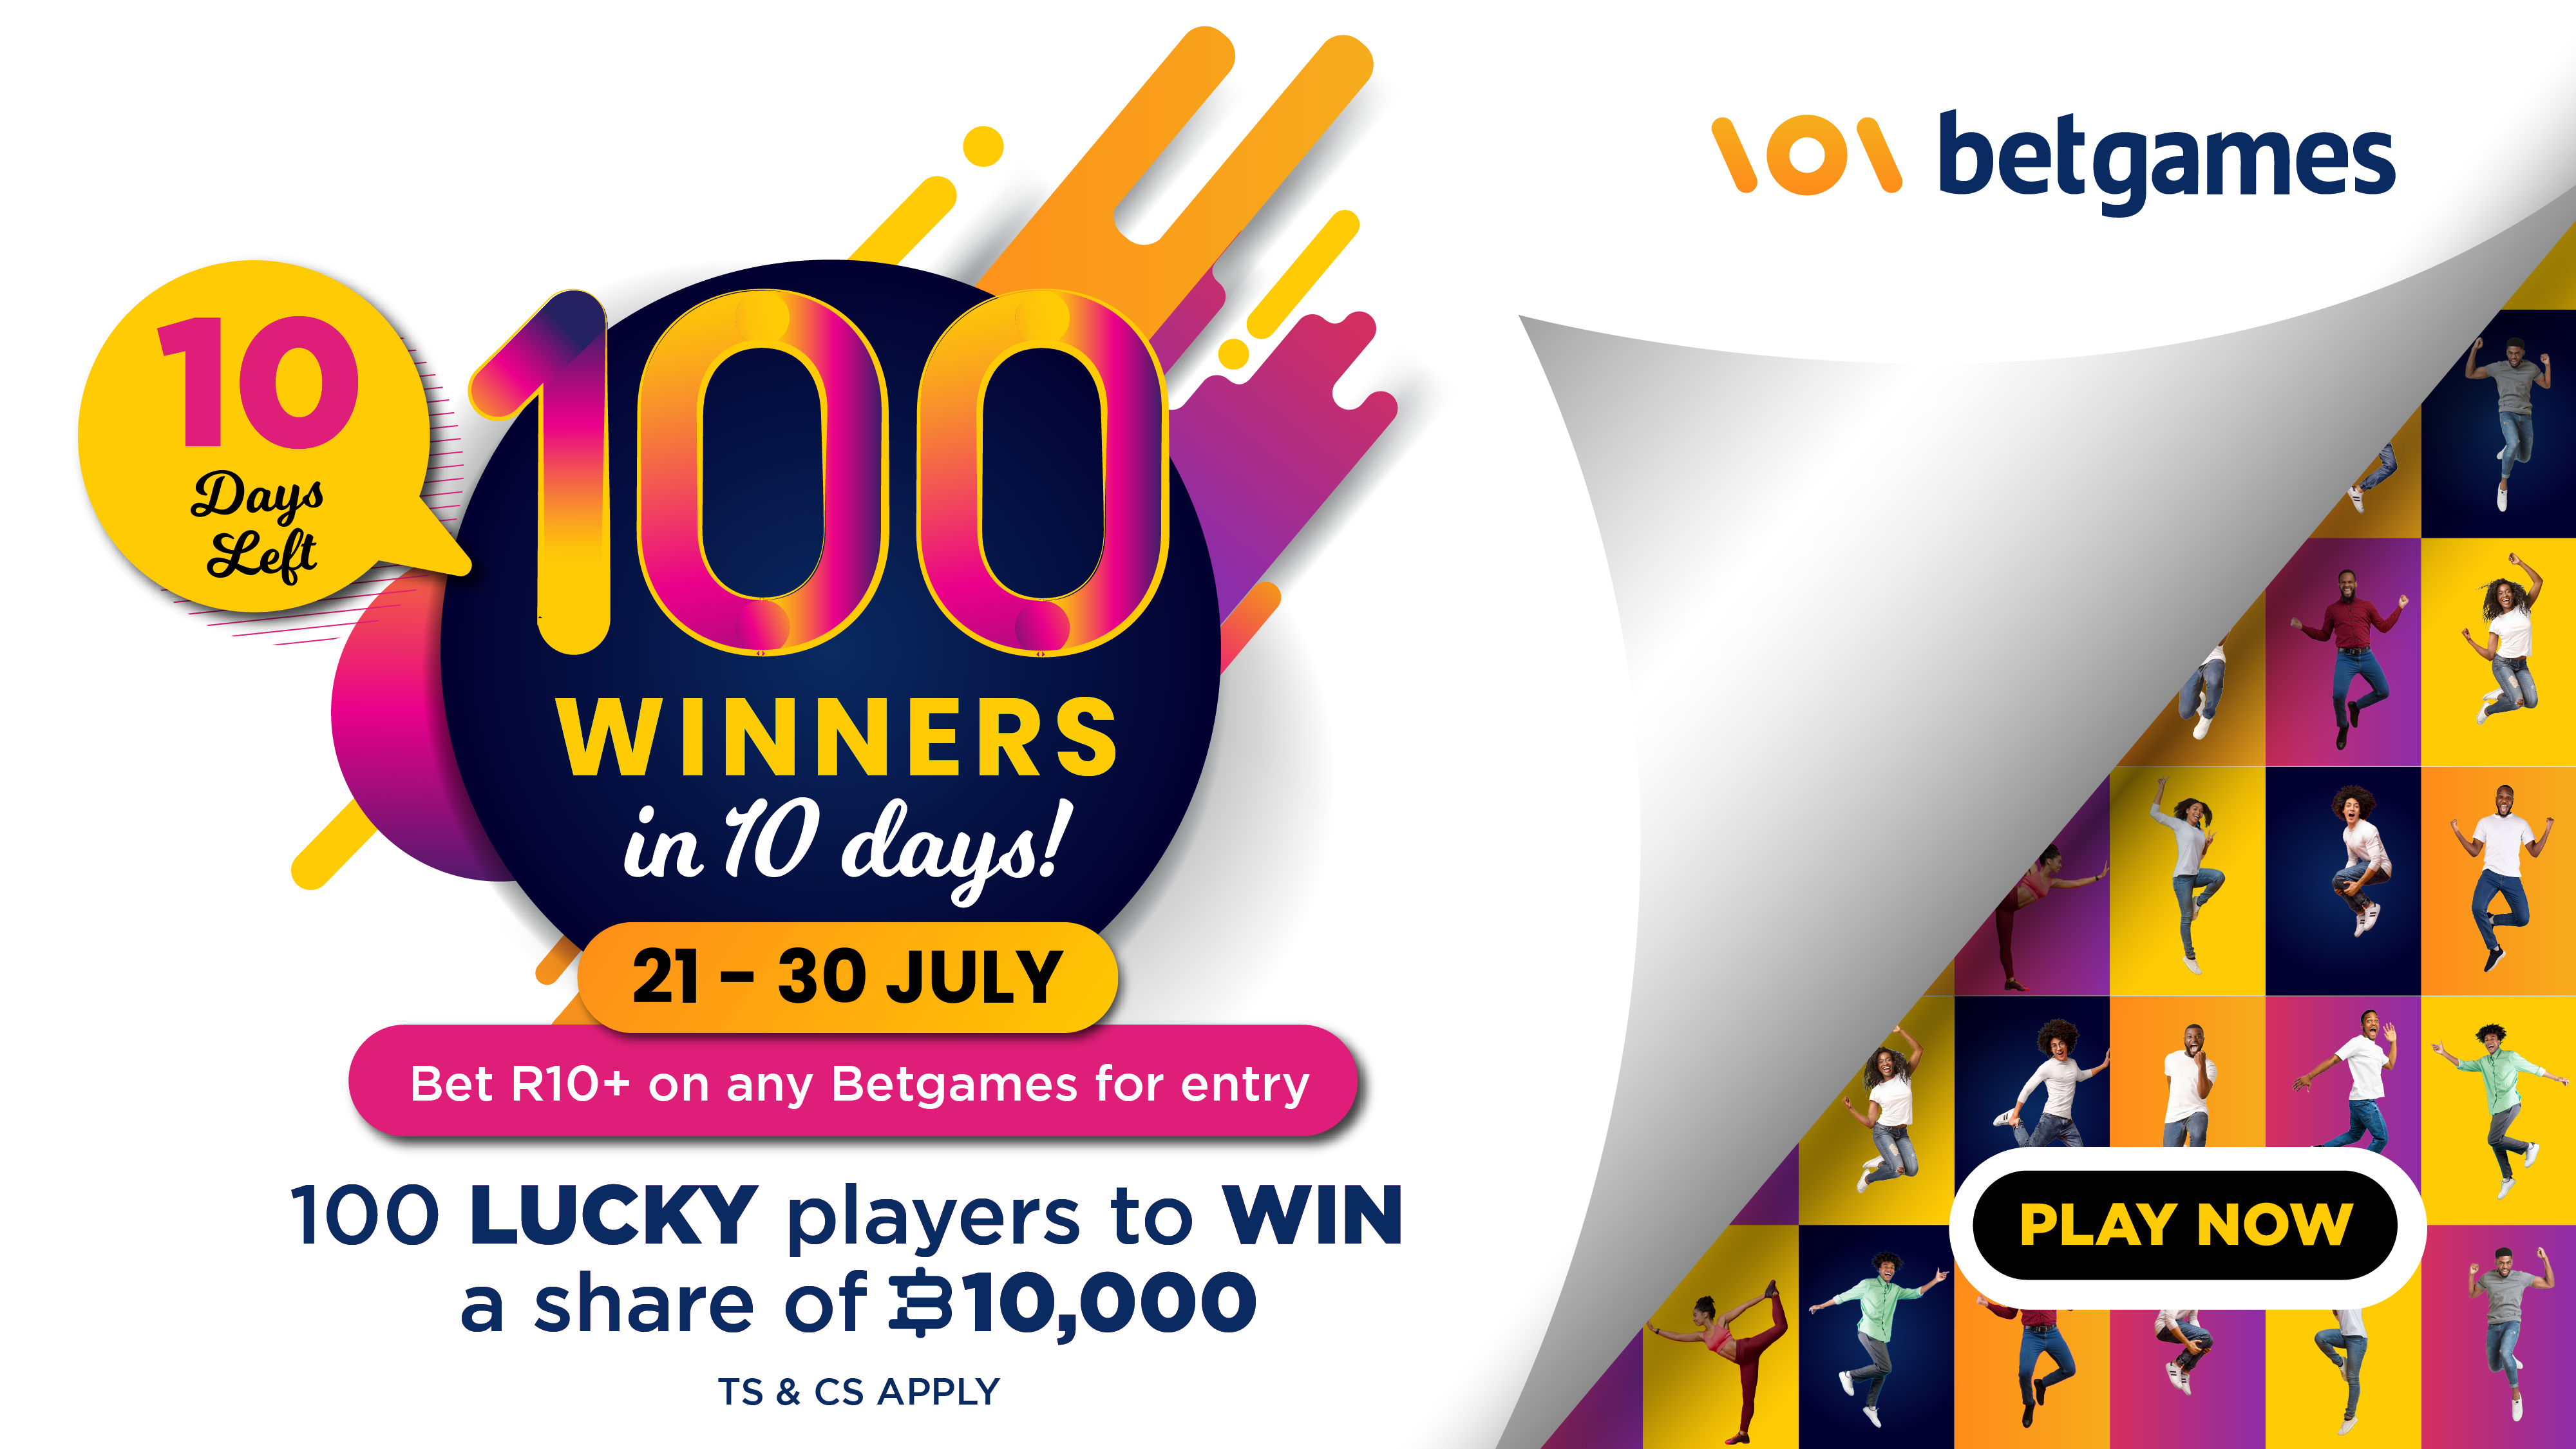 betgames
10
Days
Left
100
WINNERS
in 10 days!
21 – 30 JULY
Bet R10+ on any Betgames for entry
100 LUCKY players to WIN
a share of ₿10,000
TS & CS APPLY
PLAY NOW